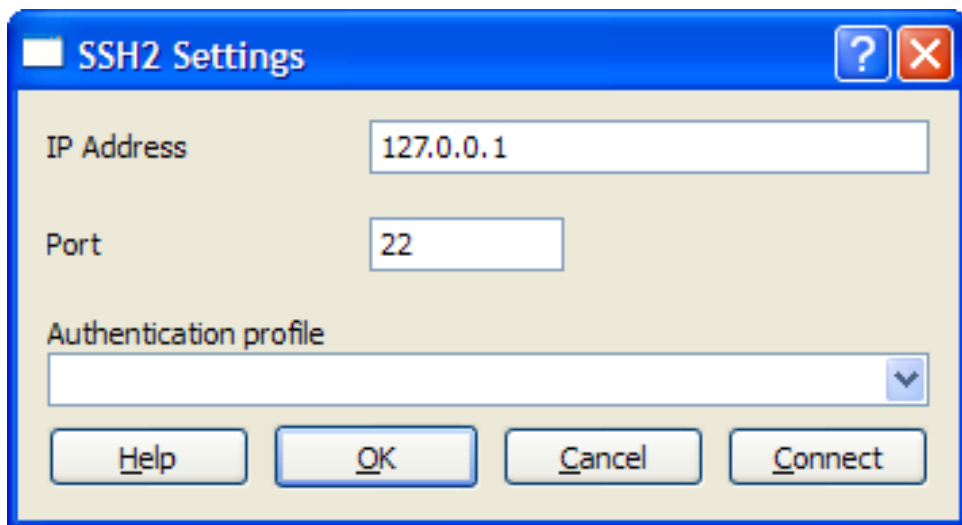 SSH2 Settings
IP Address 127.0.0.1
Port 22
Authentication profile
Help OK Cancel Connect